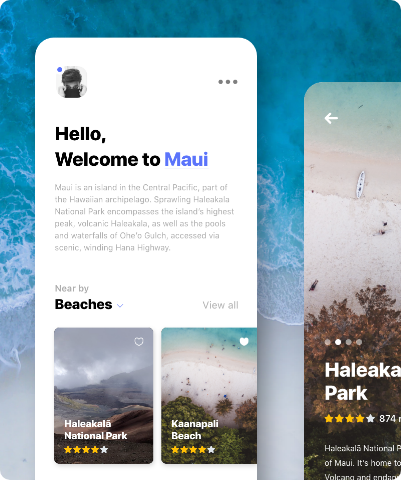 Hello,
Welcome to Maui
Maui is an island in the Central Pacific, part of
the Hawaiian archipelago. Sprawling Haleakala
National Park encompasses the island's highest
peak, volcanic Haleakala, as well as the pools
and waterfalls of Ohe'o Gulch, accessed via
scenic, winding Hana Highway.
Near by
Beaches
View all
Haleakalā
National Park
Kaanapali
Beach
Haleaka
Park
874
Haleakalā National P
of Maui. It's home to
Volcano and endan